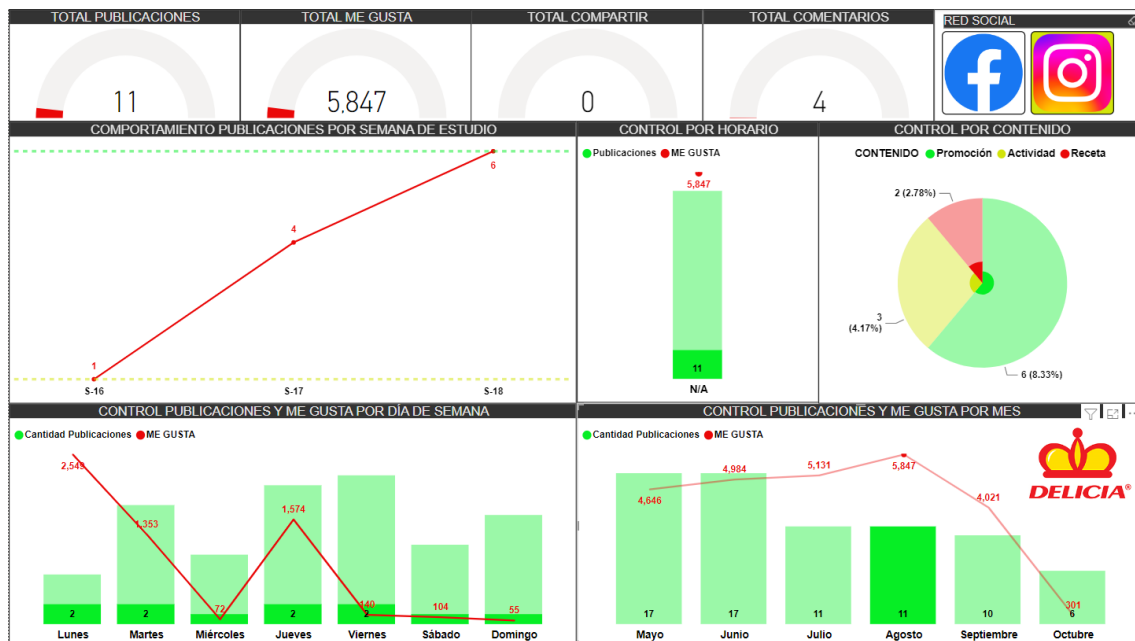 TOTAL PUBLICACIONES
11
TOTAL ME GUSTA
5,847
TOTAL COMPARTIR
0
TOTAL COMENTARIOS
4
RED SOCIAL
COMPORTAMIENTO PUBLICACIONES POR SEMANA DE ESTUDIO
1
4
6
S-16
S-17
S-18
CONTROL POR HORARIO
Publicaciones ME GUSTA
5,847
11
N/A
CONTROL POR CONTENIDO
CONTENIDO Promoción Actividad Receta
2 (2.78%)
3
(4.17%)
6 (8.33%)
CONTROL PUBLICACIONES Y ME GUSTA POR DÍA DE SEMANA
Cantidad Publicaciones ME GUSTA
2,549
1,353
72
1,574
140
104
55
2
2
2
2
Lunes Martes Miércoles Jueves Viernes Sábado Domingo
CONTROL PUBLICACIONES Y ME GUSTA POR MES
Cantidad Publicaciones ME GUSTA
4,646
4,984
5,131
5,847
4,021
301
17 17 11 11 10 6
Mayo Junio Julio Agosto Septiembre Octubre
DELICIA®